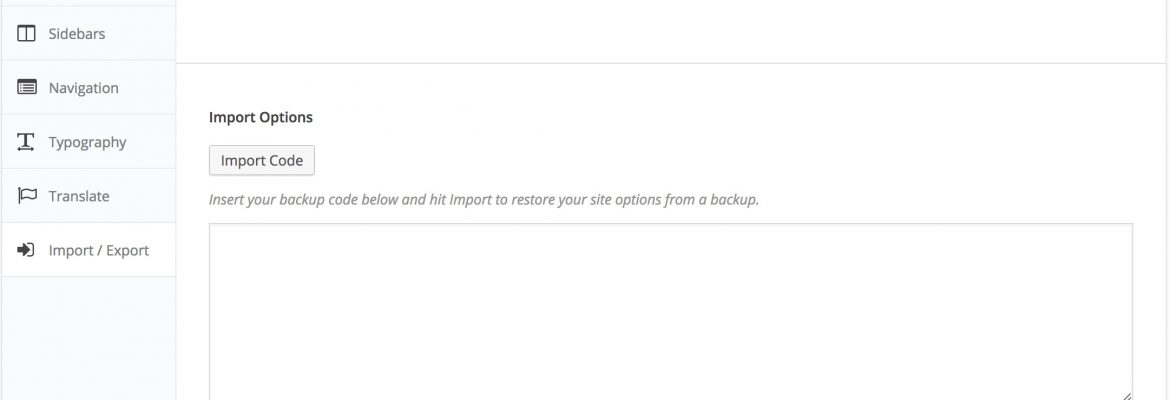 Sidebars
Navigation
Typography
Translate
Import / Export
Import Options
Import Code
Insert your backup code below and hit Import to restore your site options from a backup.